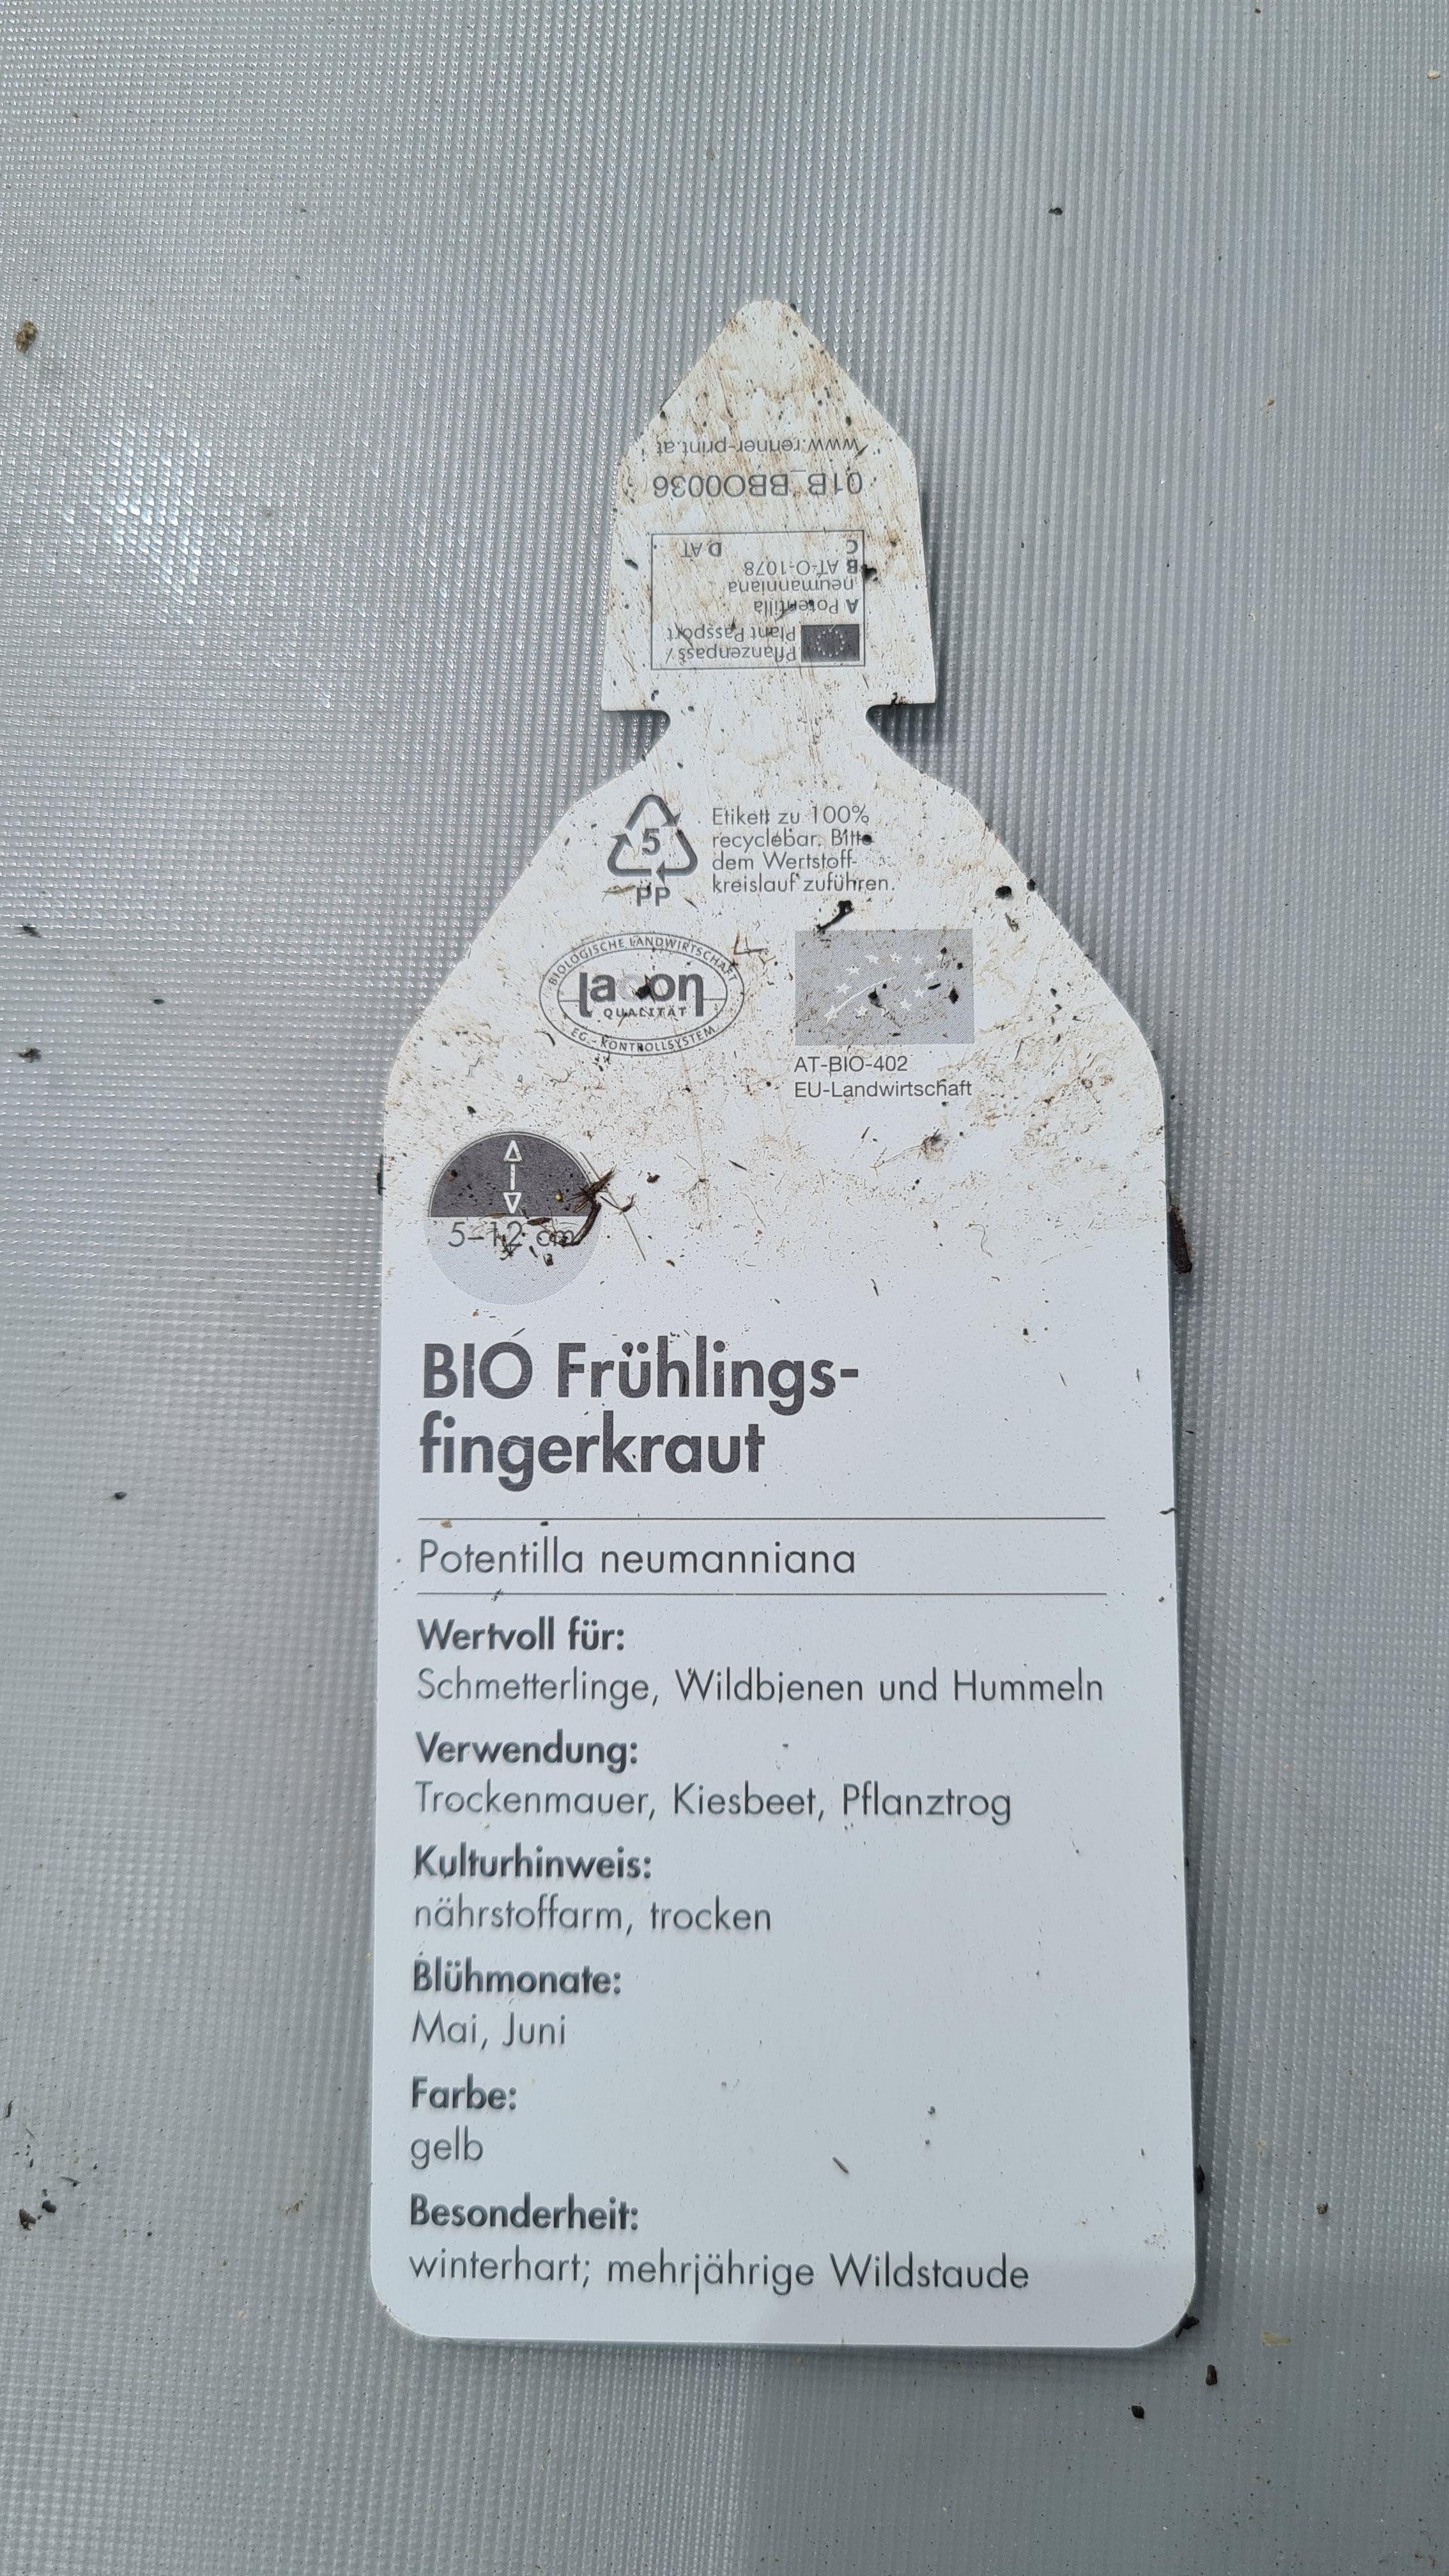 www.renner-print.at
01B_BBO0036
C D AT
B AT-O-1078
neumanniana
A Potentilla
Plant Passport
Pflanzenpass /
5
PP
Etikett zu 100%
recyclebar. Bitte
dem Wertstoff-
kreislauf zuführen.
BIOLOGISCHE LANDWIRTSCHAFT
lacon
QUALITÄT
EG - KONTROLLSYSTEM
AT-BIO-402
EU-Landwirtschaft
5–12 cm
BIO Frühlings-
fingerkraut
Potentilla neumanniana
Wertvoll für:
Schmetterlinge, Wildbienen und Hummeln
Verwendung:
Trockenmauer, Kiesbeet, Pflanztrog
Kulturhinweis:
nährstoffarm, trocken
Blühmonate:
Mai, Juni
Farbe:
gelb
Besonderheit:
winterhart; mehrjährige Wildstaude